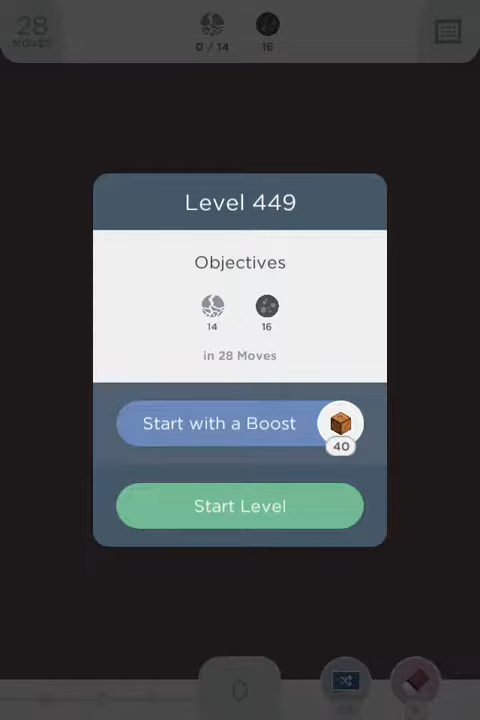 28
MOVES
0 / 14
16
Level 449
Objectives
14
16
in 28 Moves
Start with a Boost
40
Start Level
0